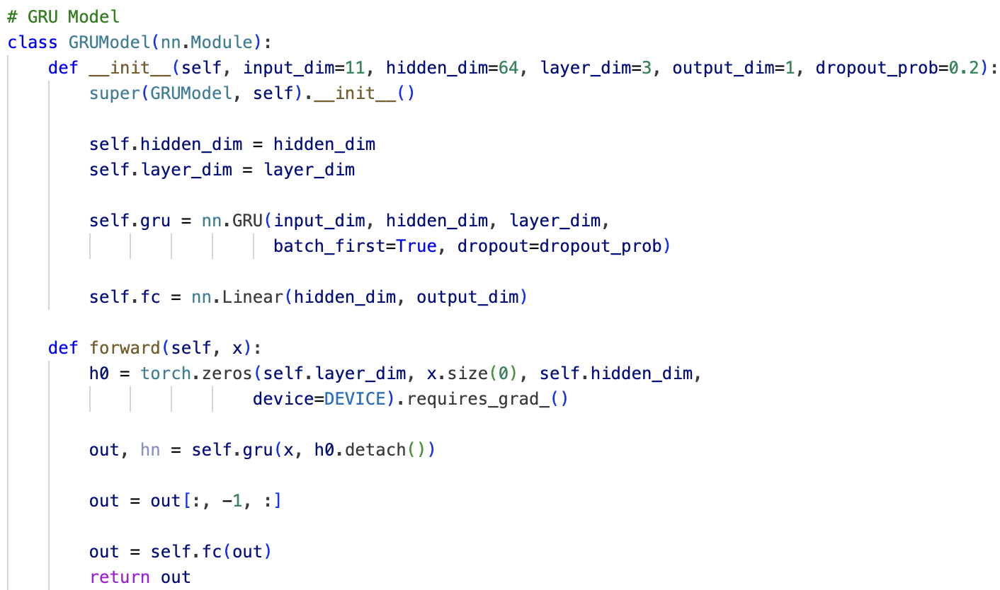 # GRU Model
class GRUModel(nn.Module):
    def __init__(self, input_dim=11, hidden_dim=64, layer_dim=3, output_dim=1, dropout_prob=0.2):
        super(GRUModel, self).__init__()

        self.hidden_dim = hidden_dim
        self.layer_dim = layer_dim

        self.gru = nn.GRU(input_dim, hidden_dim, layer_dim,
                          batch_first=True, dropout=dropout_prob)

        self.fc = nn.Linear(hidden_dim, output_dim)

    def forward(self, x):
        h0 = torch.zeros(self.layer_dim, x.size(0), self.hidden_dim,
                        device=DEVICE).requires_grad_()

        out, hn = self.gru(x, h0.detach())

        out = out[:, -1, :]

        out = self.fc(out)
        return out